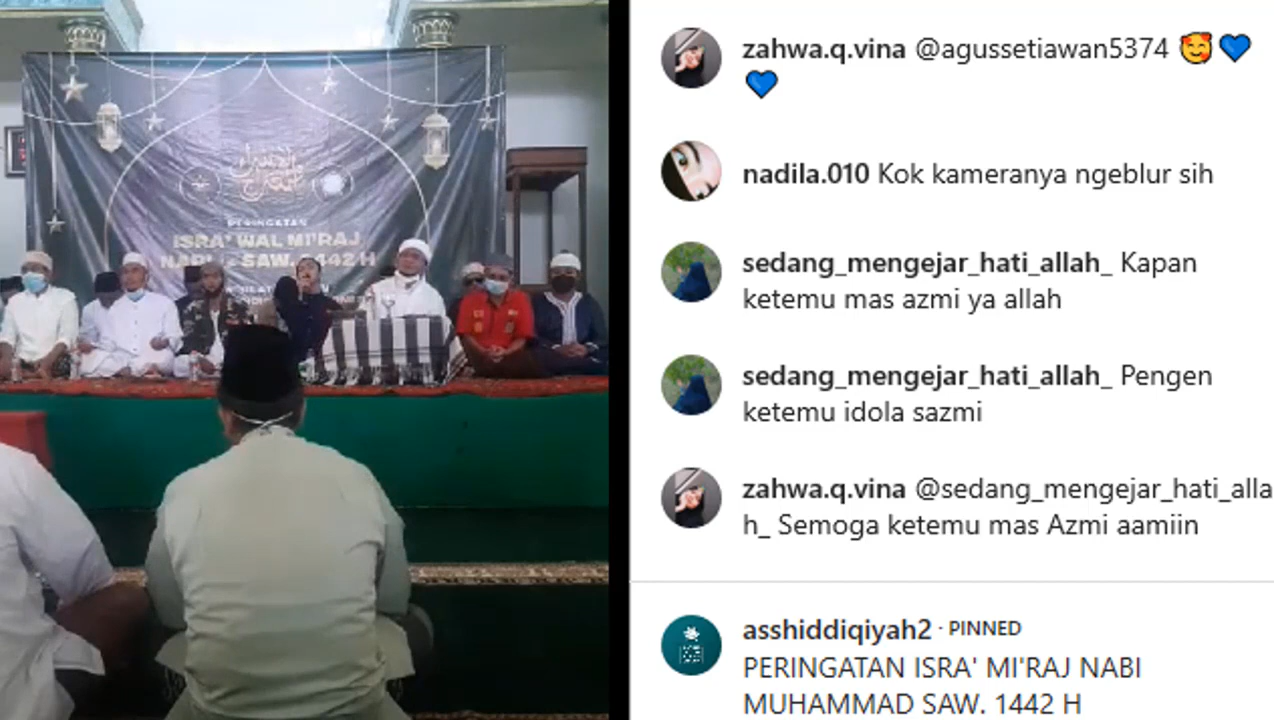 PERINGATAN
ISRA' WAL MI'RAJ
SAW. 1442 H
zahwa.q.vina @agussetiawan5374 🥰💙
💙
nadila.010 Kok kameranya ngeblur sih
sedang_mengejar_hati_allah_ Kapan
ketemu mas azmi ya allah
sedang_mengejar_hati_allah_ Pengen
ketemu idola sazmi
zahwa.q.vina @sedang_mengejar_hati_alla
h_ Semoga ketemu mas Azmi aamiin
asshiddiqiyah2 · PINNED
PERINGATAN ISRA' MI'RAJ NABI
MUHAMMAD SAW. 1442 H